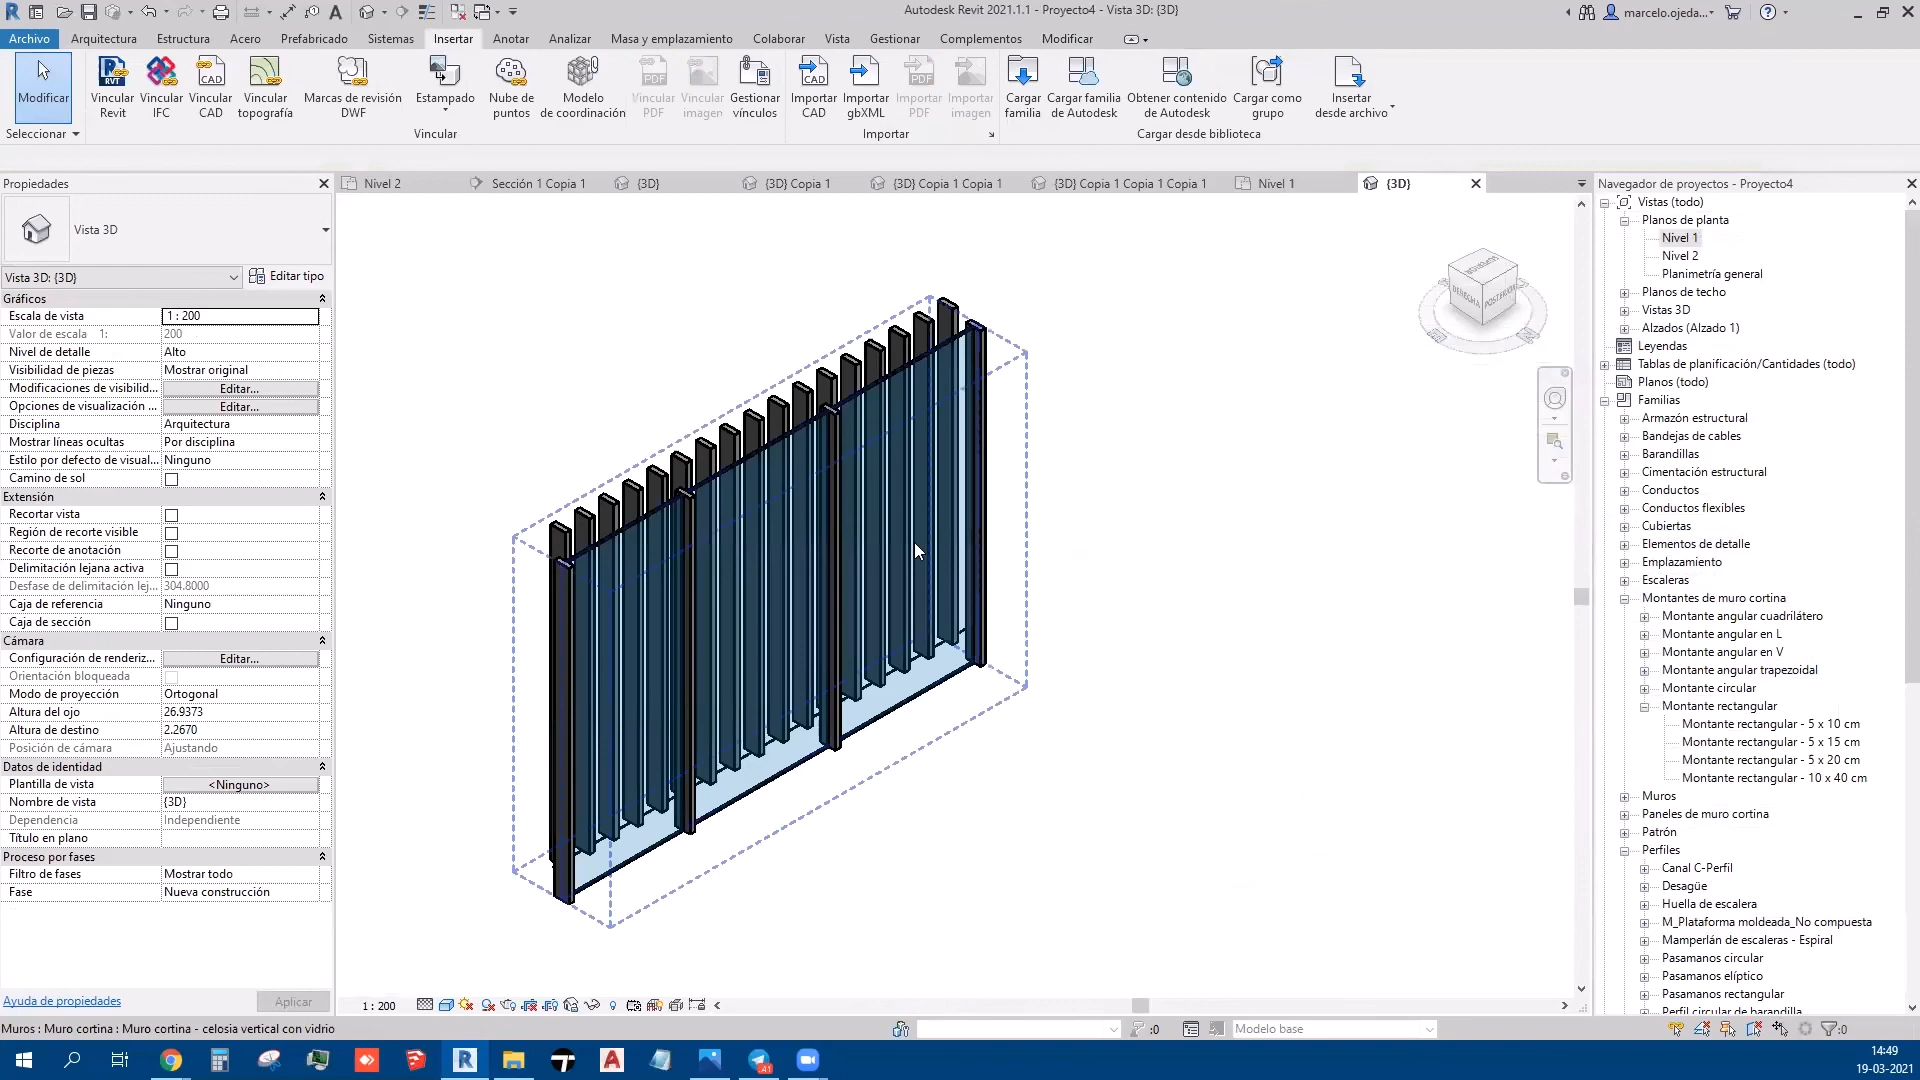 Autodesk Revit 2021.1.1 - Proyecto4 - Vista 3D: {3D}
marcelo.ojeda...
Archivo Arquitectura Estructura Acero Prefabricado Sistemas Insertar Anotar Analizar Masa y emplazamiento Colaborar Vista Gestionar Complementos Modificar
Modificar
Vincular Revit
Vincular IFC
Vincular CAD
Vincular topografía
Marcas de revisión DWF
Estampado
Nube de puntos
Modelo de coordinación
Vincular PDF
Vincular imagen
Gestionar vínculos
Importar CAD
Importar gbXML
Importar PDF
Importar imagen
Cargar familia
Cargar familia de Autodesk
Obtener contenido de Autodesk
Cargar como grupo
Insertar desde archivo
Seleccionar
Vincular
Importar
Cargar desde biblioteca
Propiedades
Nivel 2
Sección 1 Copia 1
{3D}
{3D} Copia 1
{3D} Copia 1 Copia 1
{3D} Copia 1 Copia 1 Copia 1
Nivel 1
{3D}
Vista 3D
Vista 3D: {3D}
Editar tipo
Gráficos
Escala de vista 1 : 200
Valor de escala 1: 200
Nivel de detalle Alto
Visibilidad de piezas Mostrar original
Modificaciones de visibilid... Editar...
Opciones de visualización ... Editar...
Disciplina Arquitectura
Mostrar líneas ocultas Por disciplina
Estilo por defecto de visual... Ninguno
Camino de sol
Extensión
Recortar vista
Región de recorte visible
Recorte de anotación
Delimitación lejana activa
Desfase de delimitación lej... 304.8000
Caja de referencia Ninguno
Caja de sección
Cámara
Configuración de renderiz... Editar...
Orientación bloqueada
Modo de proyección Ortogonal
Altura del ojo 26.9373
Altura de destino 2.2670
Posición de cámara Ajustando
Datos de identidad
Plantilla de vista <Ninguno>
Nombre de vista {3D}
Dependencia Independiente
Título en plano
Proceso por fases
Filtro de fases Mostrar todo
Fase Nueva construcción
Ayuda de propiedades
Aplicar
SUPERIOR
DERECHA
POSTERIOR
Navegador de proyectos - Proyecto4
Vistas (todo)
Planos de planta
Nivel 1
Nivel 2
Planimetría general
Planos de techo
Vistas 3D
Alzados (Alzado 1)
Leyendas
Tablas de planificación/Cantidades (todo)
Planos (todo)
Familias
Armazón estructural
Bandejas de cables
Barandillas
Cimentación estructural
Conductos
Conductos flexibles
Cubiertas
Elementos de detalle
Emplazamiento
Escaleras
Montantes de muro cortina
Montante angular cuadrilátero
Montante angular en L
Montante angular en V
Montante angular trapezoidal
Montante circular
Montante rectangular
Montante rectangular - 5 x 10 cm
Montante rectangular - 5 x 15 cm
Montante rectangular - 5 x 20 cm
Montante rectangular - 10 x 40 cm
Muros
Paneles de muro cortina
Patrón
Perfiles
Canal C-Perfil
Desagüe
Huella de escalera
M_Plataforma moldeada_No compuesta
Mamperlán de escaleras - Espiral
Pasamanos circular
Pasamanos elíptico
Pasamanos rectangular
Perfil circular de barandilla
1 : 200
Muros : Muro cortina : Muro cortina - celosia vertical con vidrio
:0
Modelo base
:0
41
14:49
19-03-2021